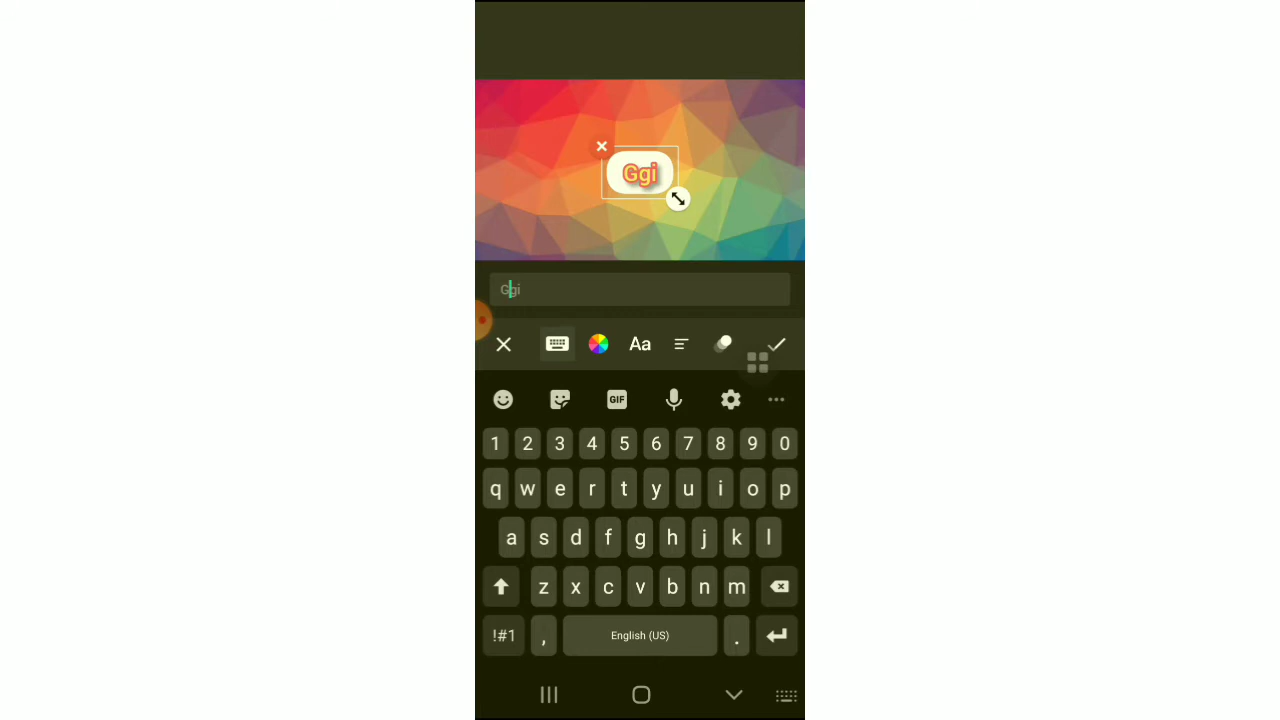 Ggi
Ggi
Aa
GIF
1 2 3 4 5 6 7 8 9 0
q w e r t y u i o p
a s d f g h j k l
z x c v b n m
!#1 , English (US) .